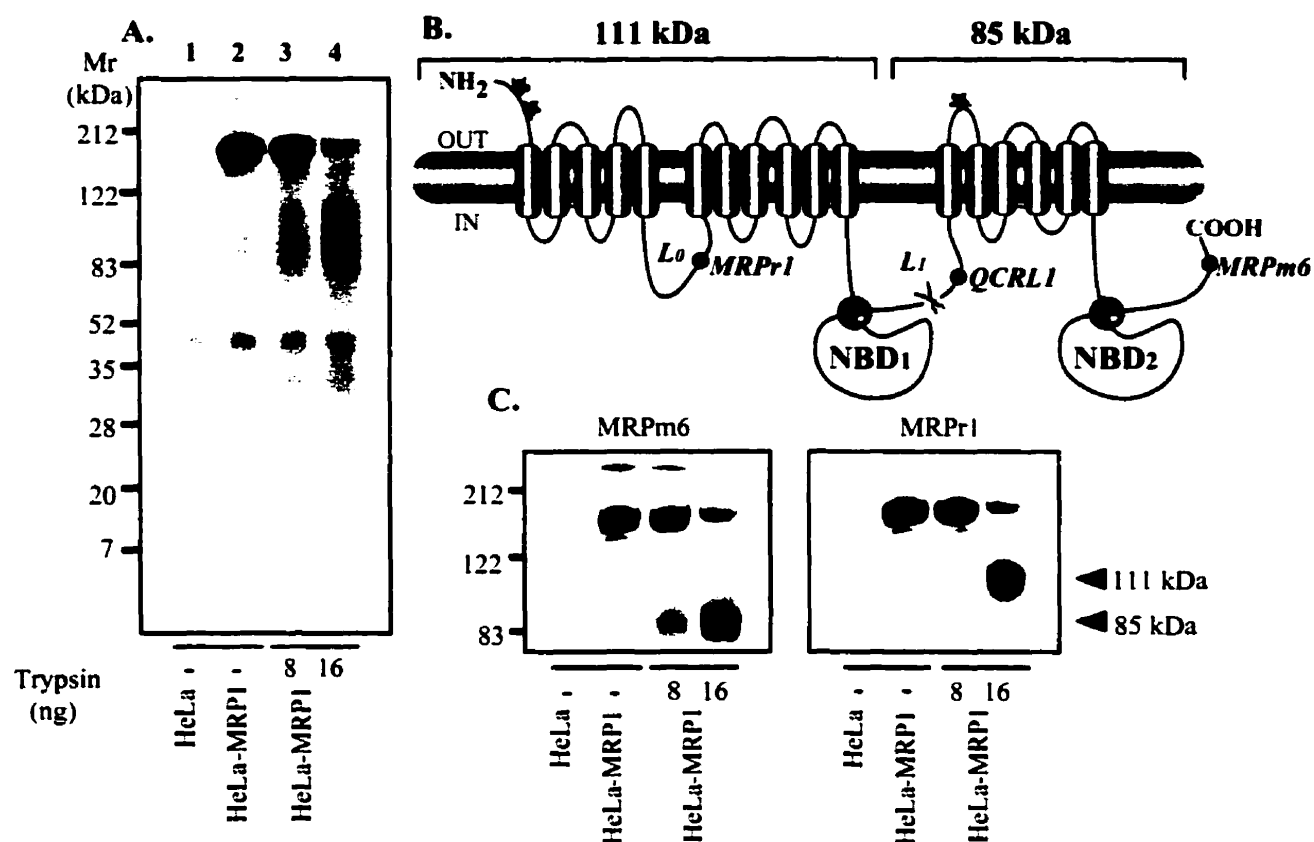 A.
1 2 3 4
Mr
(kDa)
212
122
83
52
35
28
20
7
Trypsin
(ng)
- - 8 16
HeLa
HeLa-MRP1
HeLa-MRP1
B.
111 kDa
85 kDa
NH2
OUT
IN
L0
MRPr1
L1
QCRL1
COOH
MRPm6
NBD1
NBD2
C.
MRPm6
MRPr1
212
122
83
111 kDa
85 kDa
- - 8 16
- - 8 16
HeLa
HeLa-MRP1
HeLa-MRP1
HeLa
HeLa-MRP1
HeLa-MRP1